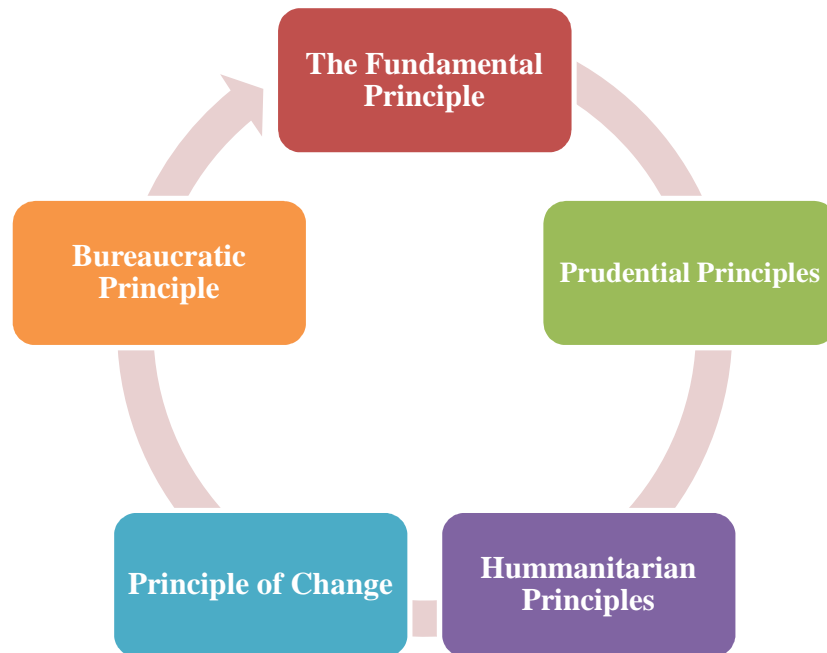 The Fundamental
Principle
Prudential Principles
Hummanitarian
Principles
Principle of Change
Bureaucratic
Principle